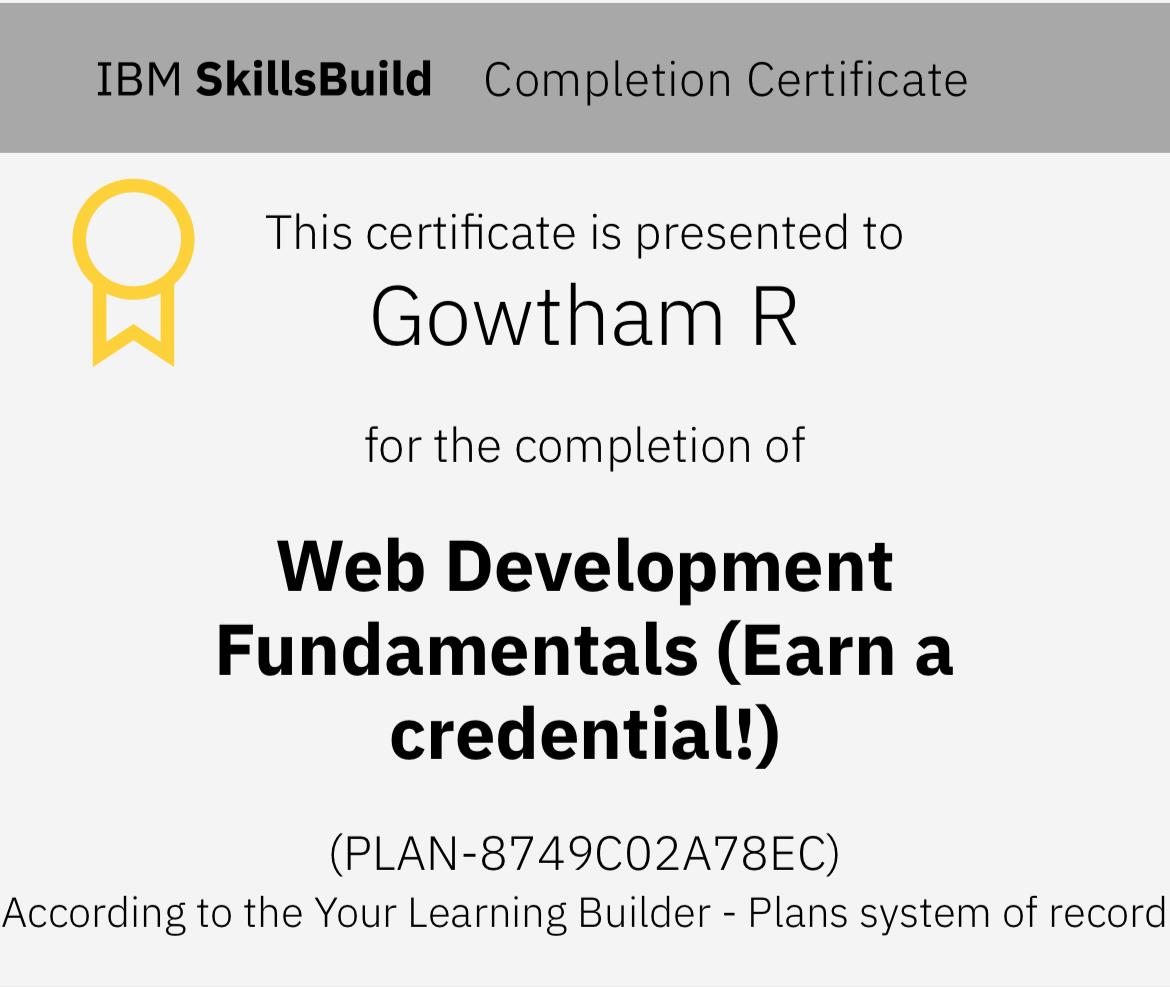 IBM SkillsBuild Completion Certificate
This certificate is presented to
Gowtham R
for the completion of
Web Development
Fundamentals (Earn a
credential!)
(PLAN-8749C02A78EC)
According to the Your Learning Builder - Plans system of record